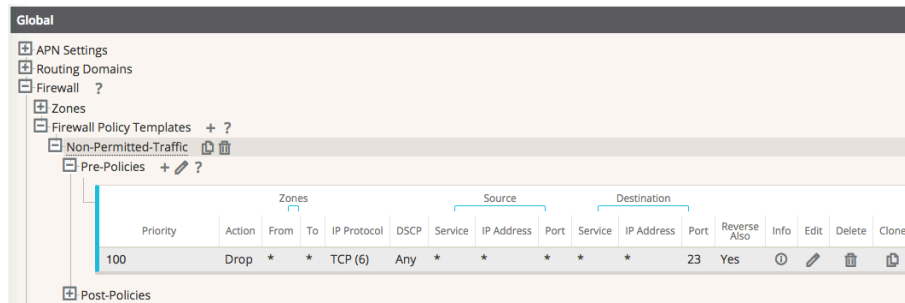 Global
APN Settings
Routing Domains
Firewall ?
Zones
Firewall Policy Templates + ?
Non-Permitted-Traffic
Pre-Policies + ?
Zones Source Destination
Priority Action From To IP Protocol DSCP Service IP Address Port Service IP Address Port Reverse Also Info Edit Delete Clone
100 Drop * * TCP (6) Any * * * * * 23 Yes
Post-Policies